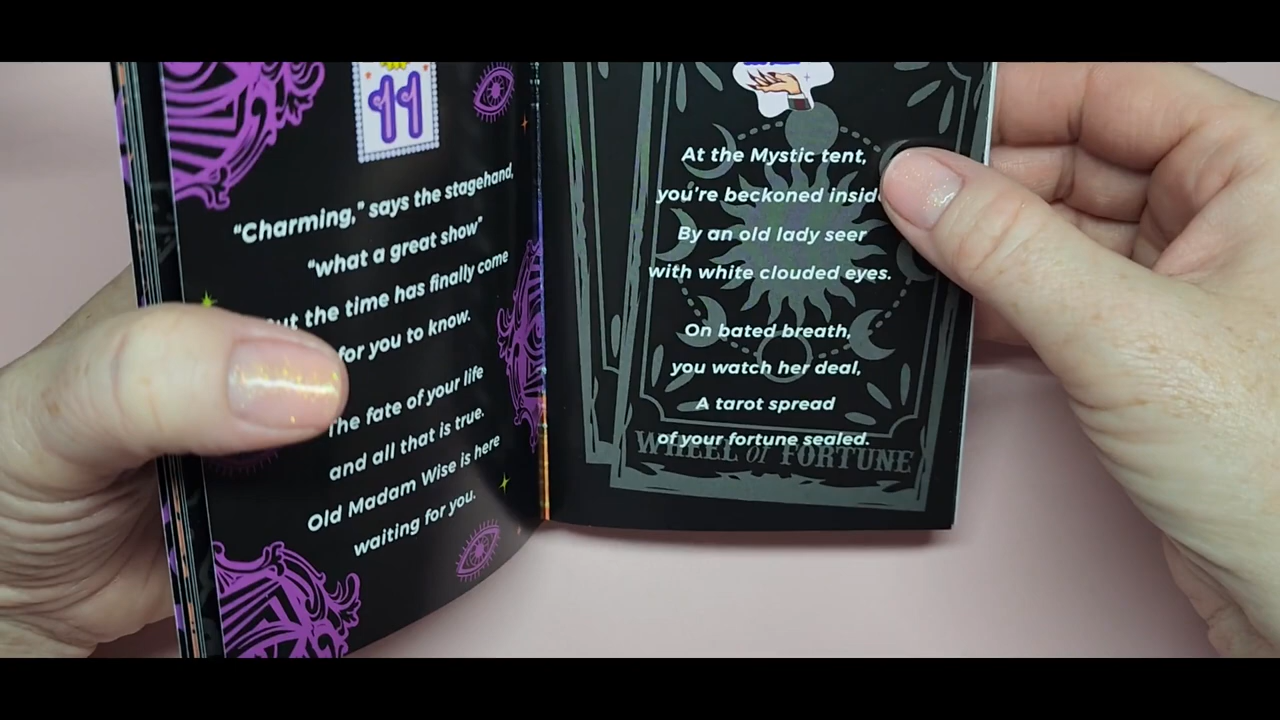 11
“Charming,” says the stagehand,
“what a great show”
the time has finally come
for you to know.
The fate of your life
and all that is true.
Old Madam Wise is here
waiting for you.
At the Mystic tent,
you’re beckoned inside
By an old lady seer
with white clouded eyes.
On bated breath,
you watch her deal,
A tarot spread
of your fortune sealed.
WHEEL of FORTUNE